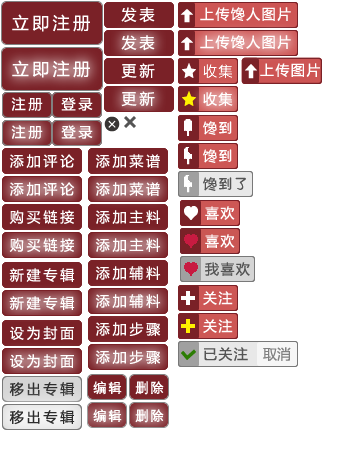 立即注册
立即注册
注册 登录
注册 登录
添加评论
添加评论
购买链接
购买链接
新建专辑
新建专辑
设为封面
设为封面
移出专辑
移出专辑
发表
发表
更新
更新
添加菜谱
添加菜谱
添加主料
添加主料
添加辅料
添加辅料
添加步骤
添加步骤
编辑 删除
编辑 删除
上传馋人图片
上传馋人图片
收集 上传图片
收集
馋到
馋到
馋到了
喜欢
喜欢
我喜欢
关注
关注
已关注 取消